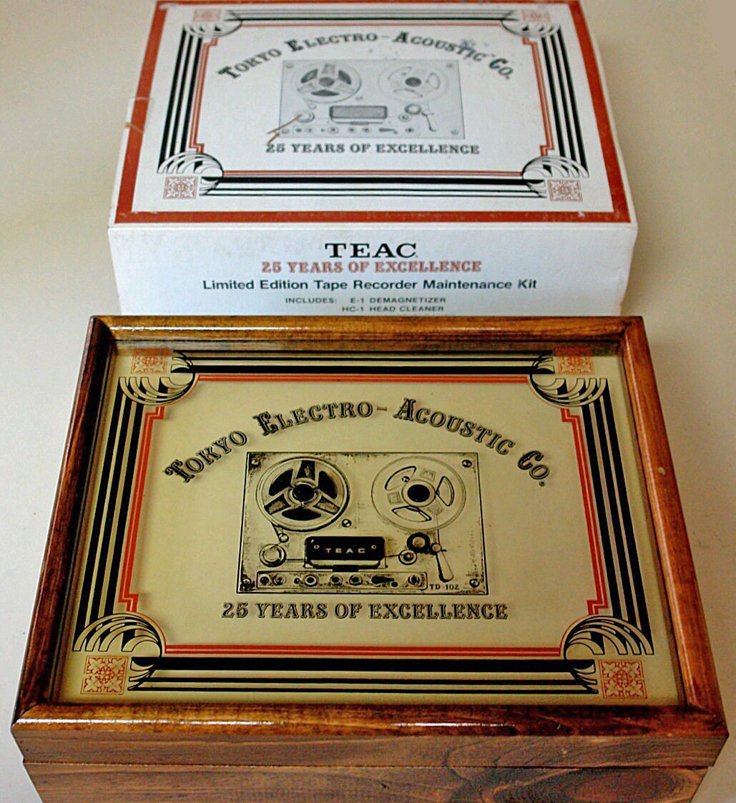 TOKYO ELECTRO-ACOUSTIC CO.
25 YEARS OF EXCELLENCE
TEAC
25 YEARS OF EXCELLENCE
Limited Edition Tape Recorder Maintenance Kit
INCLUDES: E-1 DEMAGNETIZER
HC-1 HEAD CLEANER
TOKYO ELECTRO-ACOUSTIC CO.
TEAC
TD-102
25 YEARS OF EXCELLENCE